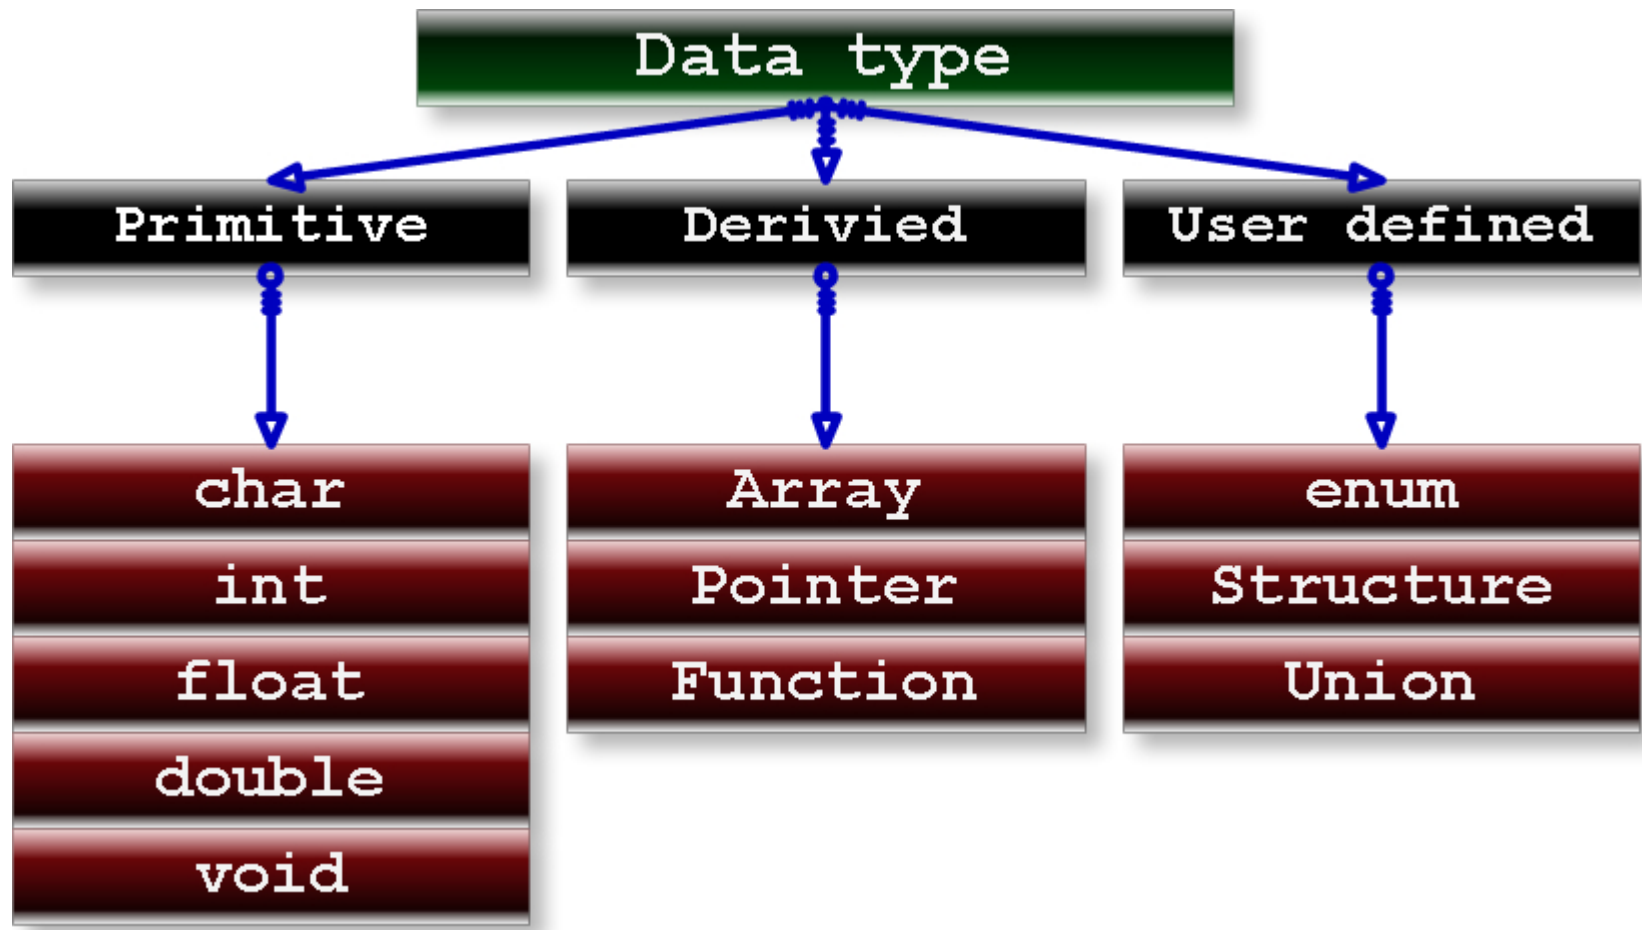 Data type
Primitive
Derivied
User defined
char
int
float
double
void
Array
Pointer
Function
enum
Structure
Union